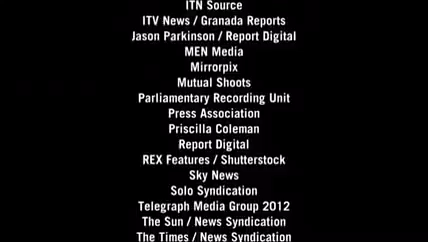 ITN Source
ITV News / Granada Reports
Jason Parkinson / Report Digital
MEN Media
Mirrorpix
Mutual Shoots
Parliamentary Recording Unit
Press Association
Priscilla Coleman
Report Digital
REX Features / Shutterstock
Sky News
Solo Syndication
Telegraph Media Group 2012
The Sun / News Syndication
The Times / News Syndication